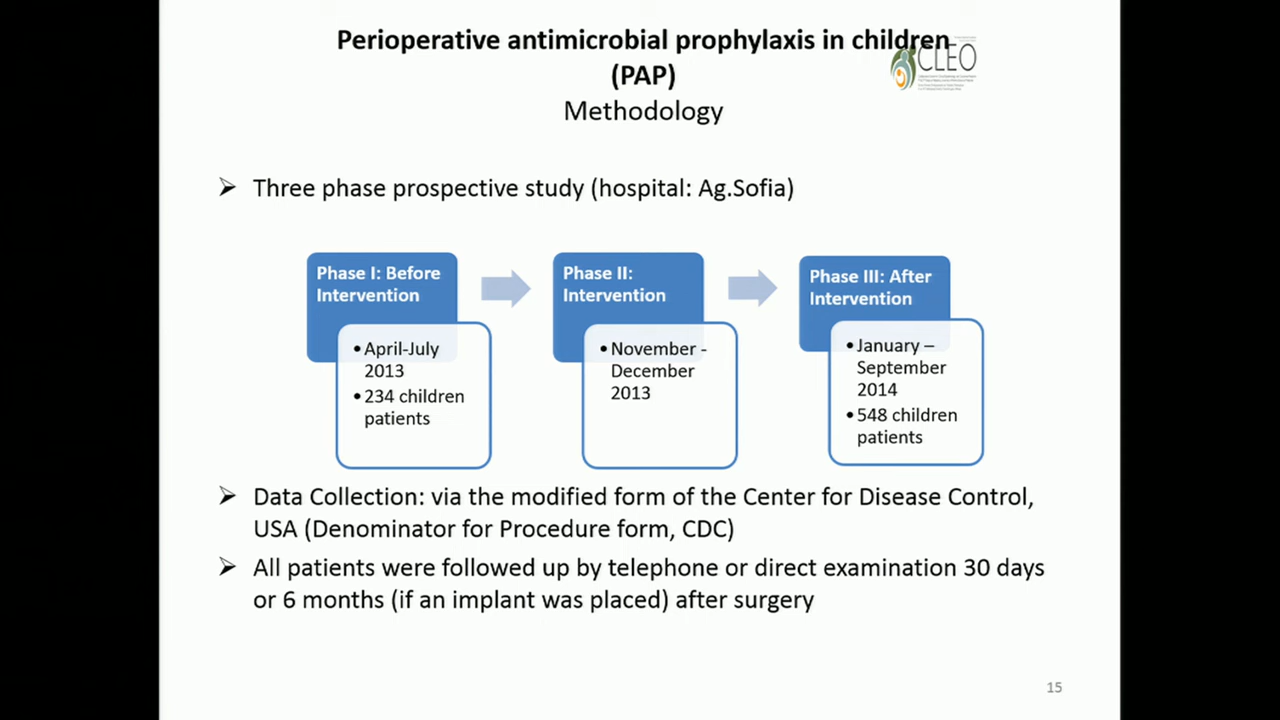 Perioperative antimicrobial prophylaxis in children
(PAP)
Methodology
CLEO
➢ Three phase prospective study (hospital: Ag.Sofia)
Phase I: Before
Intervention
•April-July
2013
•234 children
patients
Phase II:
Intervention
•November -
December
2013
Phase III: After
Intervention
•January –
September
2014
•548 children
patients
➢ Data Collection: via the modified form of the Center for Disease Control,
USA (Denominator for Procedure form, CDC)
➢ All patients were followed up by telephone or direct examination 30 days
or 6 months (if an implant was placed) after surgery
15